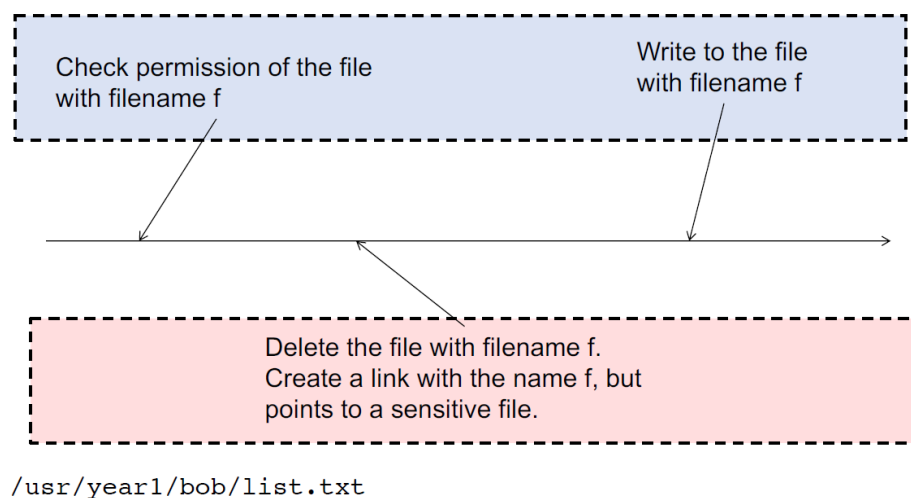 Check permission of the file
with filename f
Write to the file
with filename f
Delete the file with filename f.
Create a link with the name f, but
points to a sensitive file.
/usr/year1/bob/list.txt